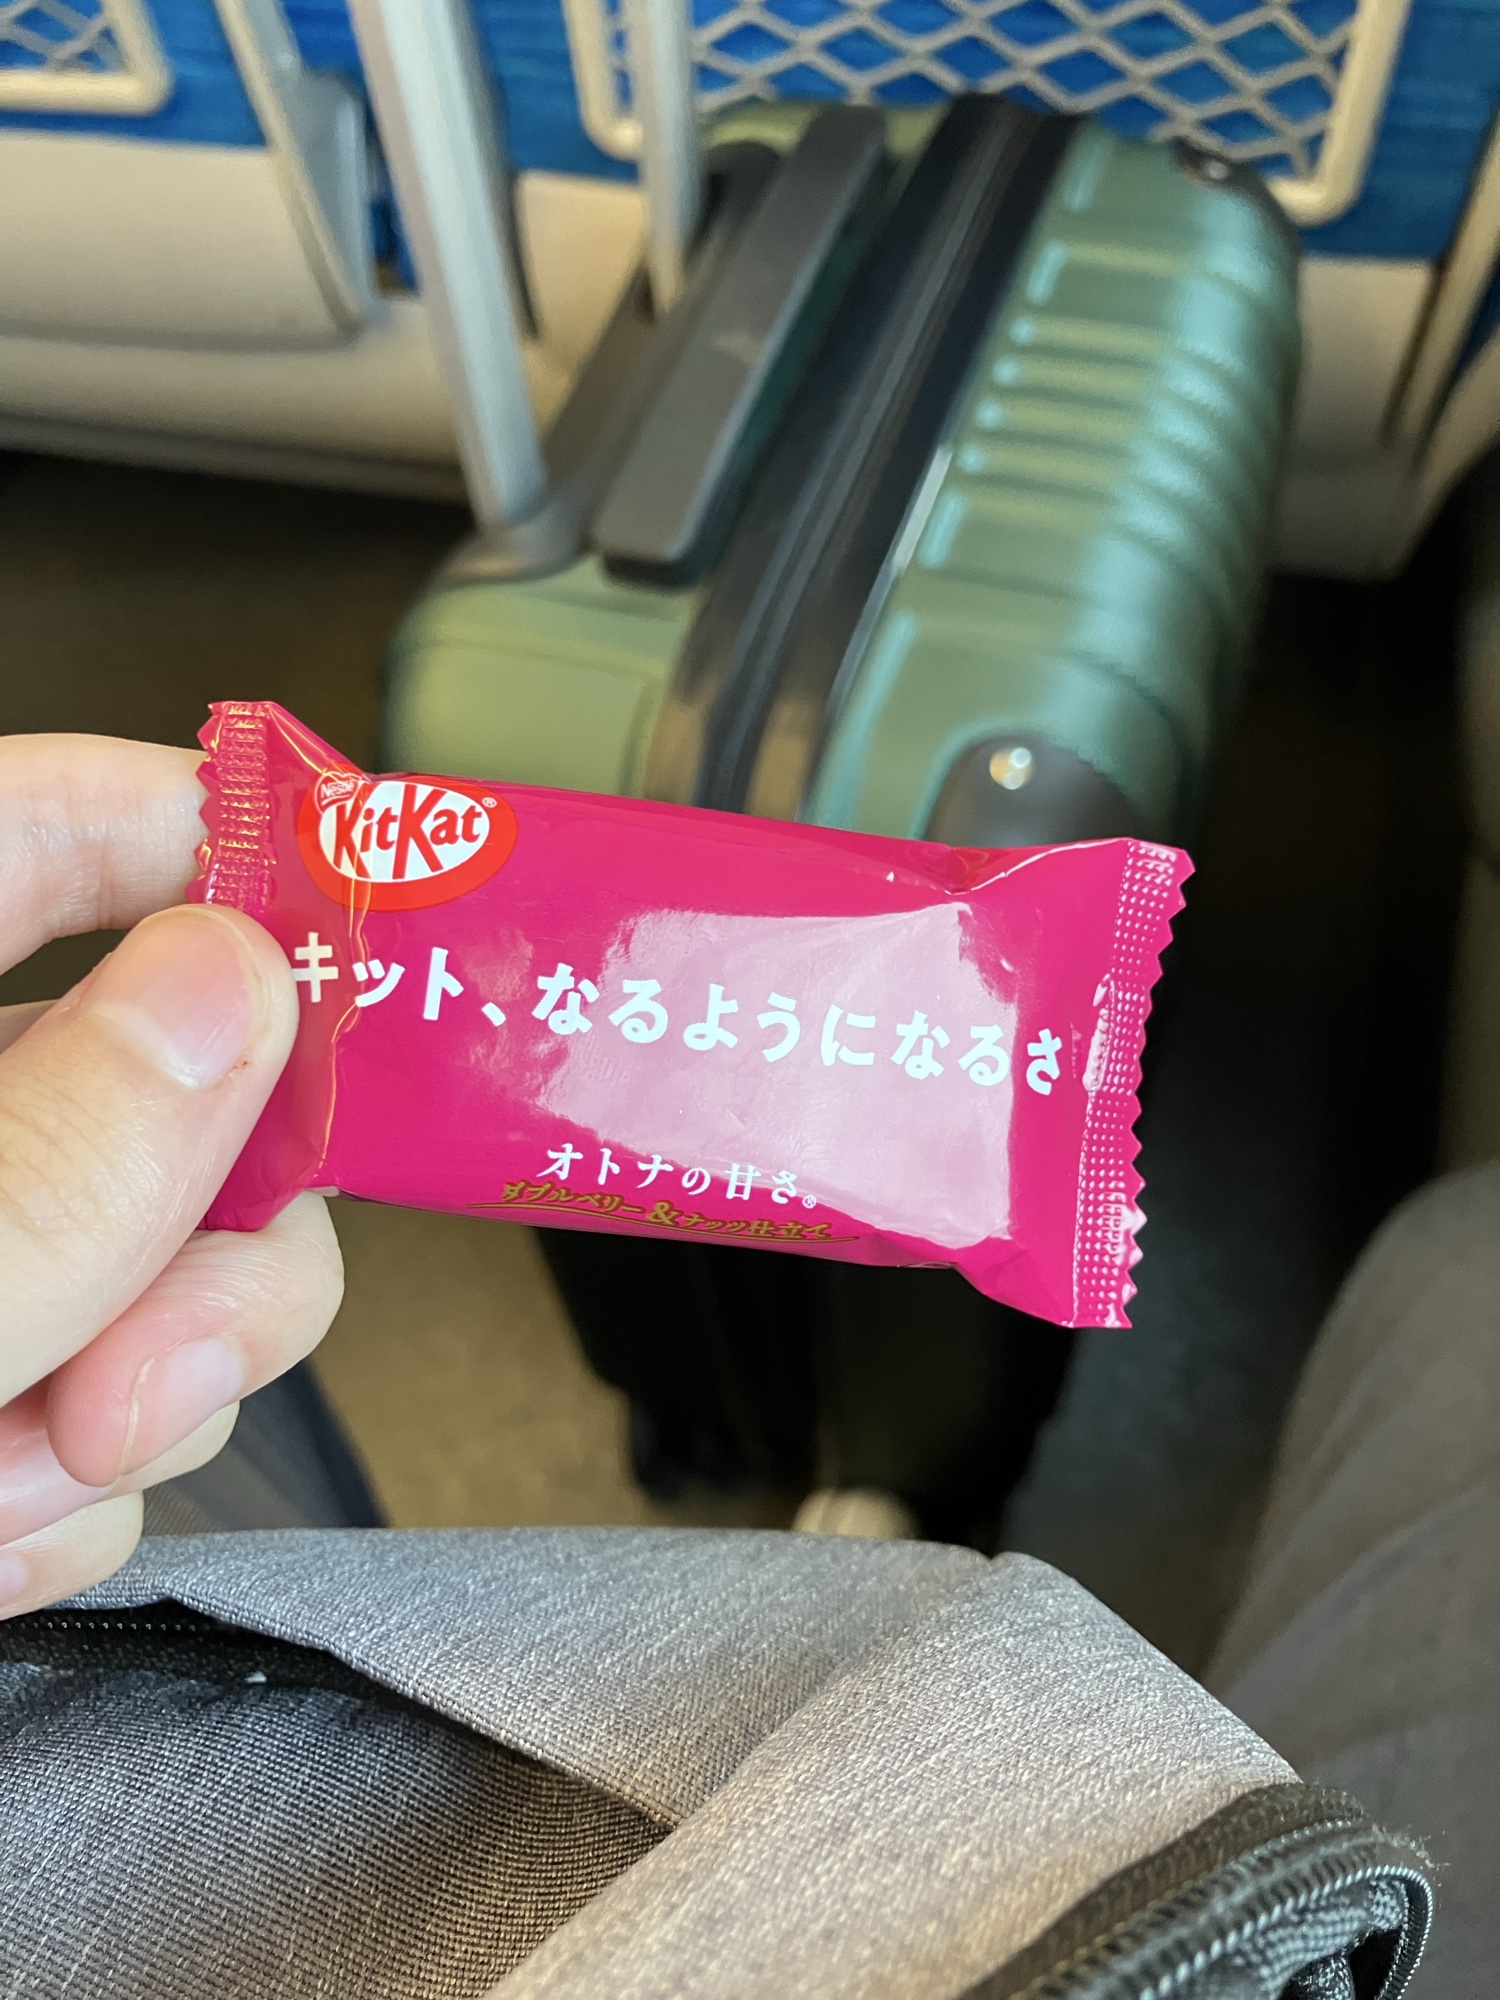 Nestlé
KitKat®
キット、なるようになるさ
オトナの甘さ®
ダブルベリー&ナッツ仕立て